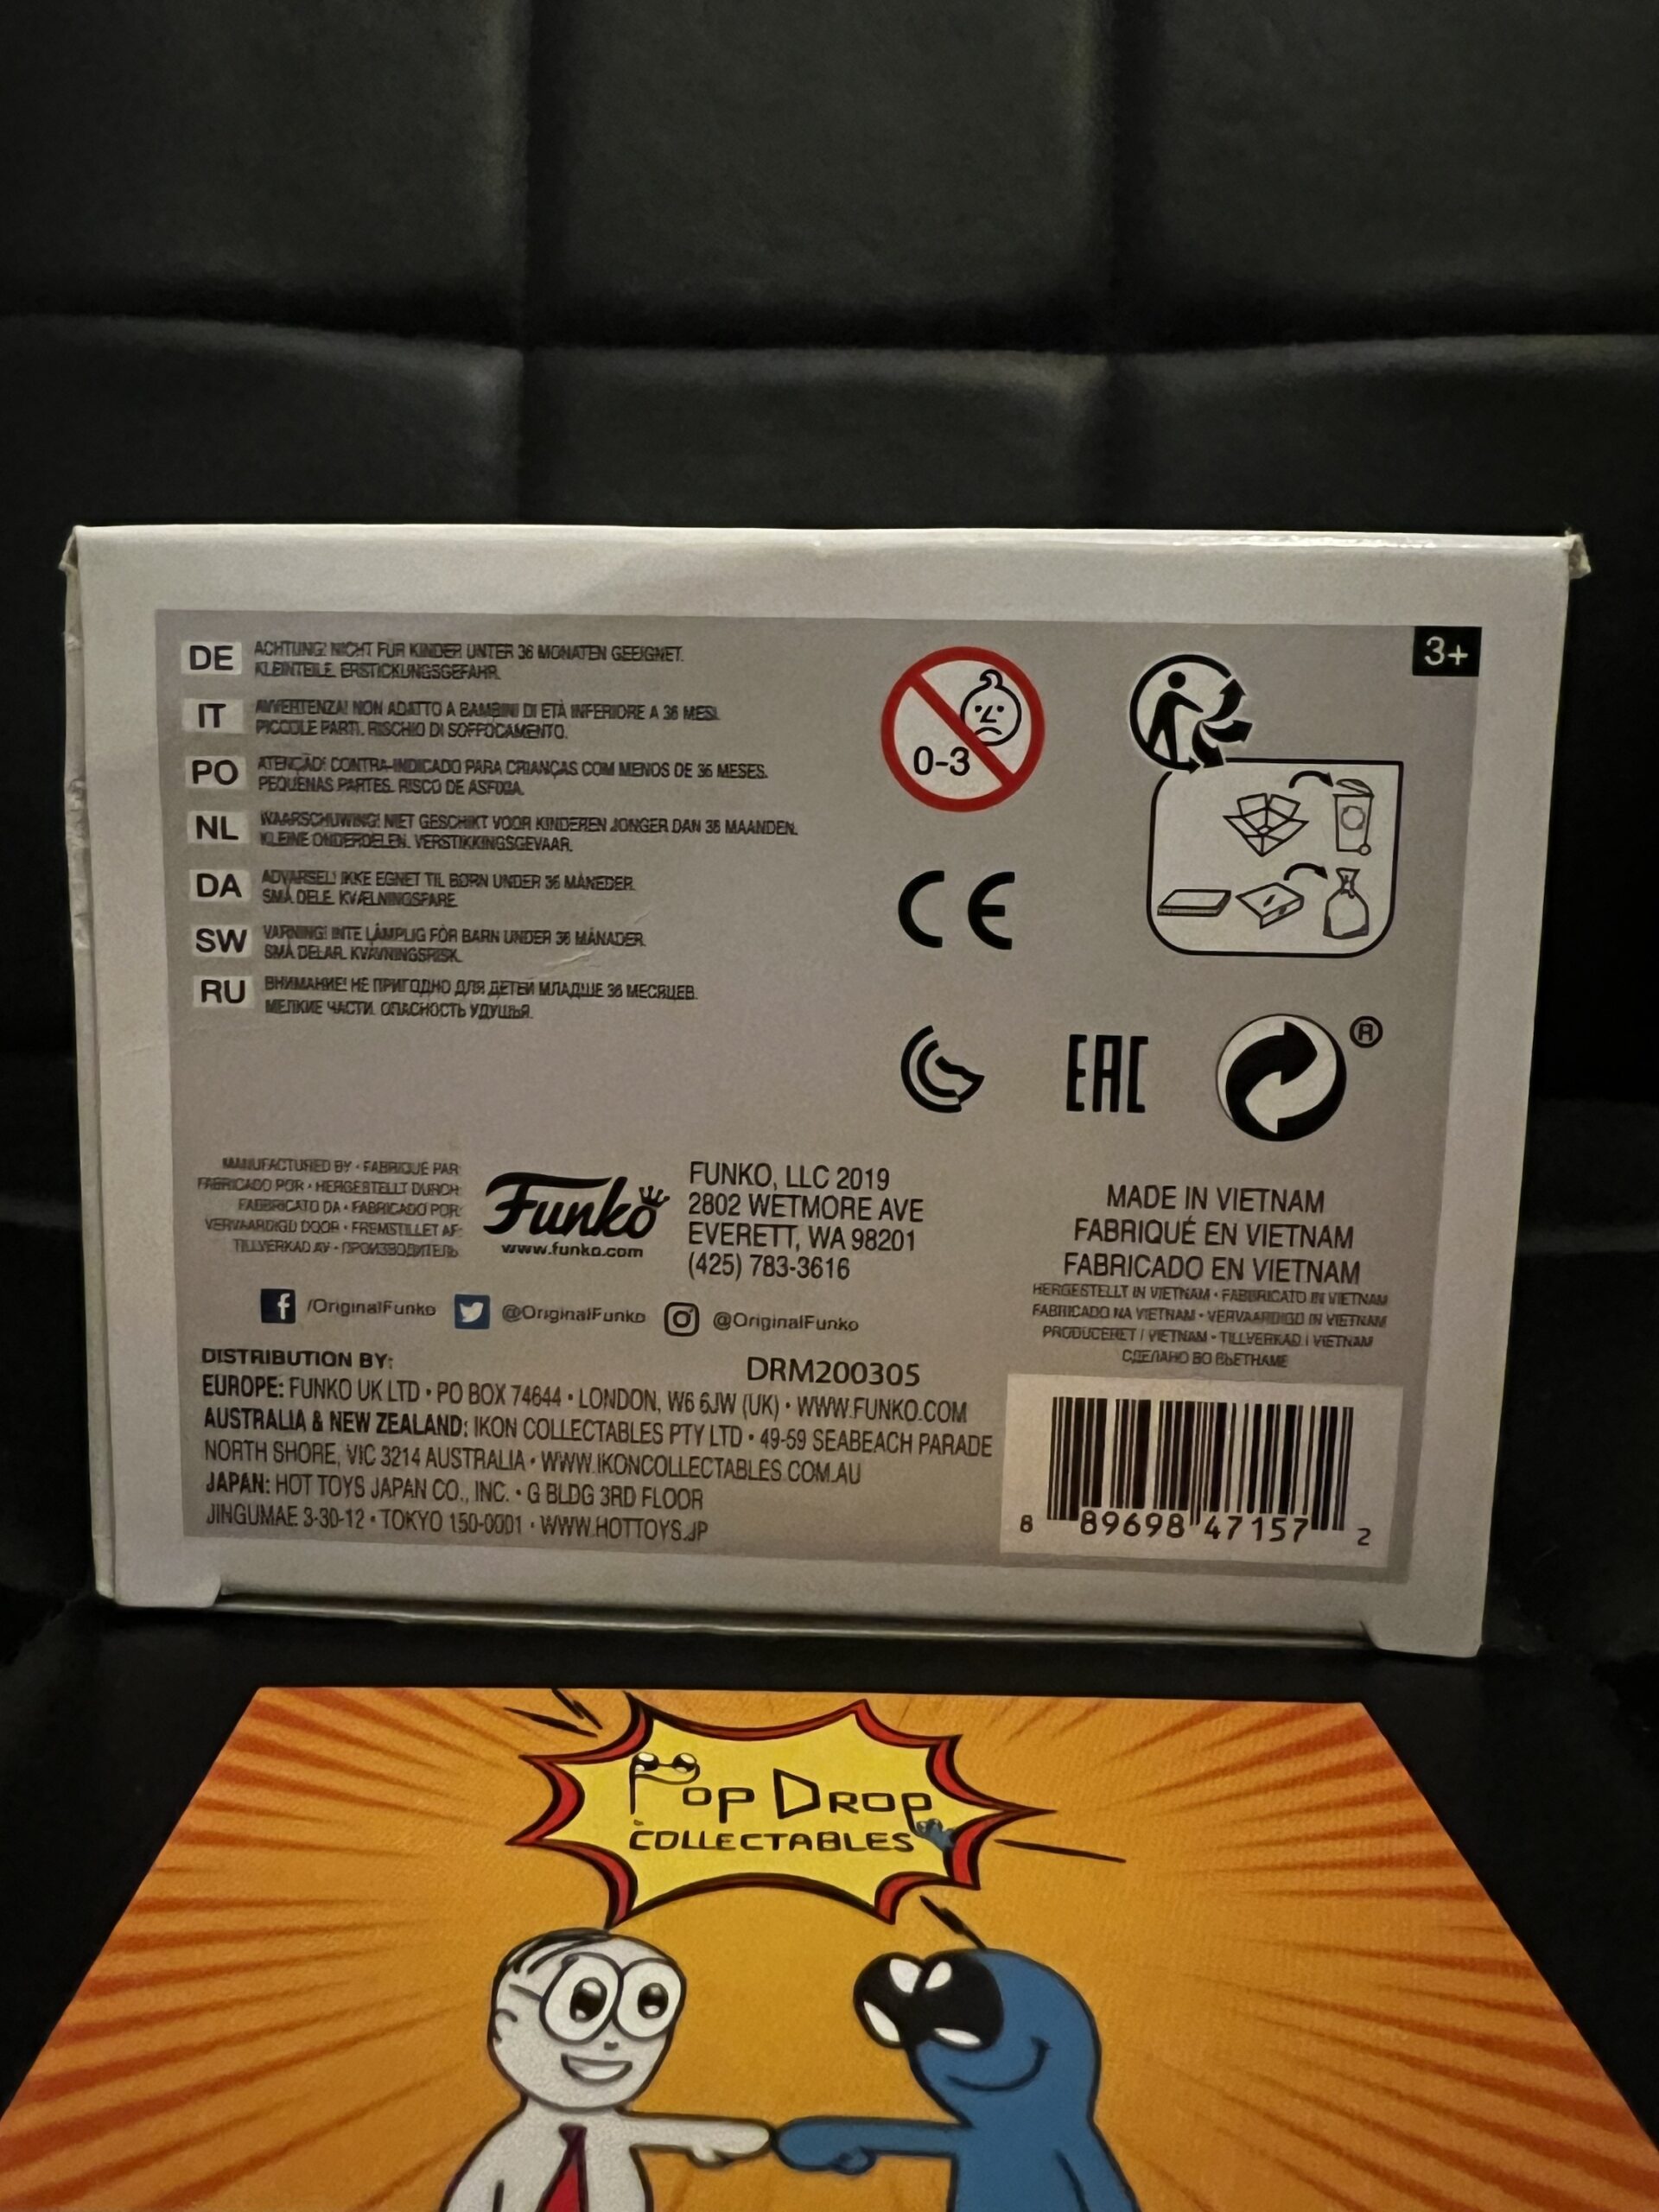 3+
DE ACHTUNG! NICHT FÜR KINDER UNTER 36 MONATEN GEEIGNET.
KLEINTEILE. ERSTICKUNGSGEFAHR.
IT AVVERTENZA! NON ADATTO A BAMBINI DI ETÀ INFERIORE A 36 MESI.
PICCOLE PARTI. RISCHIO DI SOFFOCAMENTO.
PO ATENÇÃO! CONTRA-INDICADO PARA CRIANÇAS COM MENOS DE 36 MESES.
PEQUENAS PARTES. RISCO DE ASFIXIA.
NL WAARSCHUWING! NIET GESCHIKT VOOR KINDEREN JONGER DAN 36 MAANDEN.
KLEINE ONDERDELEN. VERSTIKKINGSGEVAAR.
DA ADVARSEL! IKKE EGNET TIL BØRN UNDER 36 MÅNEDER.
SMÅ DELE. KVÆLNINGSFARE.
SW VARNING! INTE LÄMPLIG FÖR BARN UNDER 36 MÅNADER.
SMÅ DELAR. KVÄVNINGSRISK.
RU ВНИМАНИЕ! НЕ ПРИГОДНО ДЛЯ ДЕТЕЙ МЛАДШЕ 36 МЕСЯЦЕВ.
МЕЛКИЕ ЧАСТИ. ОПАСНОСТЬ УДУШЬЯ.
0-3
CE
EAC
®
MANUFACTURED BY • FABRIQUÉ PAR:
FABRICADO POR • HERGESTELLT DURCH:
FABBRICATO DA • FABRICADO POR:
VERVAARDIGD DOOR • FREMSTILLET AF:
TILLVERKAD AV • ПРОИЗВОДИТЕЛЬ:
Funko
www.funko.com
FUNKO, LLC 2019
2802 WETMORE AVE
EVERETT, WA 98201
(425) 783-3616
/OriginalFunko @OriginalFunko @OriginalFunko
MADE IN VIETNAM
FABRIQUÉ EN VIETNAM
FABRICADO EN VIETNAM
HERGESTELLT IN VIETNAM • FABBRICATO IN VIETNAM
FABRICADO NA VIETNAM • VERVAARDIGD IN VIETNAM
PRODUCERET I VIETNAM • TILLVERKAD I VIETNAM
СДЕЛАНО ВО ВЬЕТНАМЕ
DISTRIBUTION BY:
DRM200305
EUROPE: FUNKO UK LTD • PO BOX 74644 • LONDON, W6 6JW (UK) • WWW.FUNKO.COM
AUSTRALIA & NEW ZEALAND: IKON COLLECTABLES PTY LTD • 49-59 SEABEACH PARADE
NORTH SHORE, VIC 3214 AUSTRALIA • WWW.IKONCOLLECTABLES.COM.AU
JAPAN: HOT TOYS JAPAN CO., INC. • G BLDG 3RD FLOOR
JINGUMAE 3-30-12 • TOKYO 150-0001 • WWW.HOTTOYS.JP
8 89698 47157 2
POP DROP
COLLECTABLES